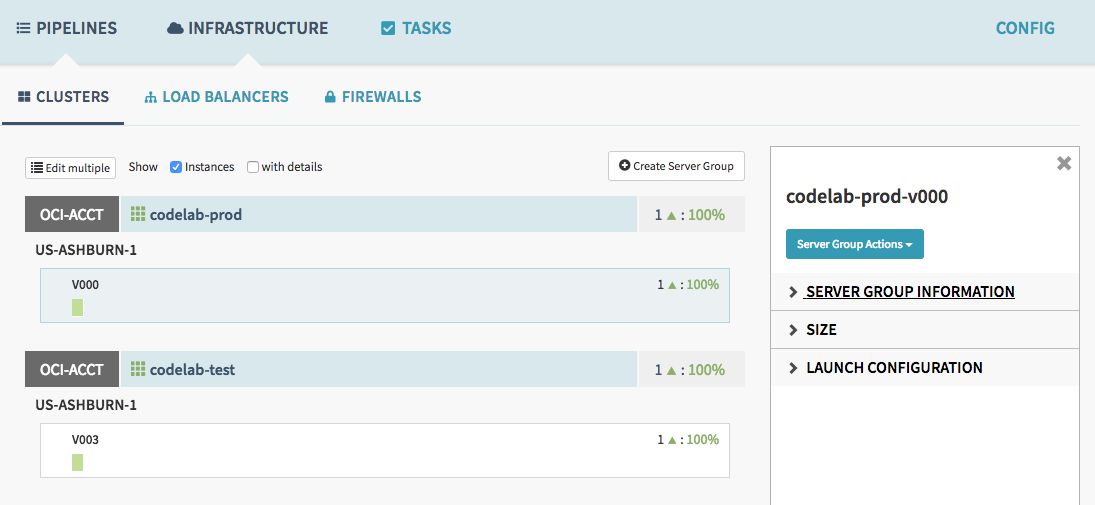 PIPELINES INFRASTRUCTURE TASKS CONFIG
CLUSTERS LOAD BALANCERS FIREWALLS
Edit multiple Show Instances with details Create Server Group
OCI-ACCT codelab-prod 1 : 100%
US-ASHBURN-1
V000 1 : 100%
OCI-ACCT codelab-test 1 : 100%
US-ASHBURN-1
V003 1 : 100%
codelab-prod-v000
Server Group Actions
SERVER GROUP INFORMATION
SIZE
LAUNCH CONFIGURATION